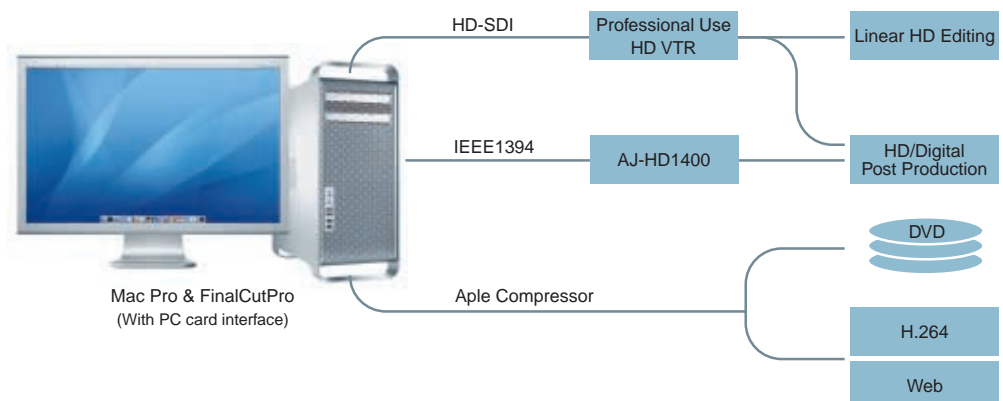 HD-SDI
Professional Use
HD VTR
Linear HD Editing
IEEE1394
AJ-HD1400
HD/Digital
Post Production
DVD
Mac Pro & FinalCutPro
(With PC card interface)
Aple Compressor
H.264
Web